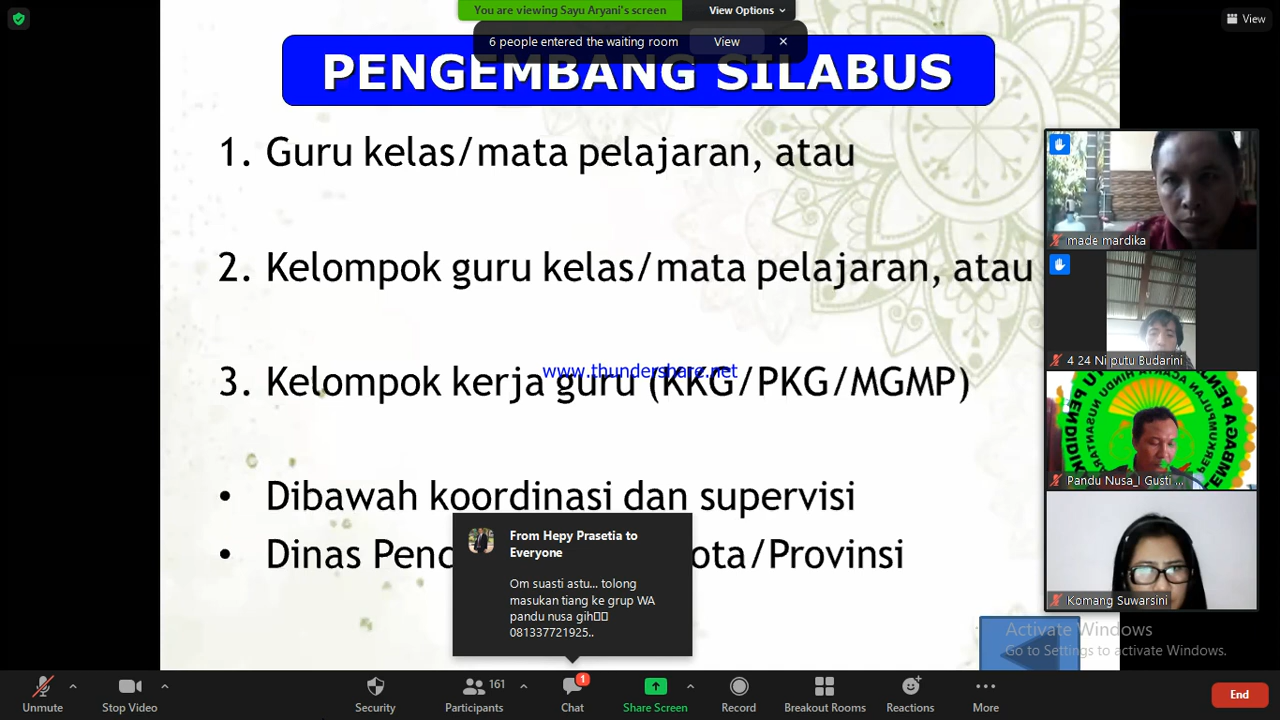 You are viewing Sayu Aryani's screen
View Options
View
6 people entered the waiting room
View
PENGEMBANG SILABUS
1. Guru kelas/mata pelajaran, atau
2. Kelompok guru kelas/mata pelajaran, atau
3. Kelompok kerja guru (KKG/PKG/MGMP)
www.thundershare.net
• Dibawah koordinasi dan supervisi
• Dinas ota/Provinsi
From Hepy Prasetia to
Everyone
Om suasti astu... tolong
masukan tiang ke grup WA
pandu nusa gih
081337721925..
made mardika
4 24 Ni putu Budarini
Pandu Nusa_I Gusti ...
Komang Suwarsini
Activate Windows
Go to Settings to activate Windows.
Unmute
Stop Video
Security
161
Participants
1
Chat
Share Screen
Record
Breakout Rooms
Reactions
More
End